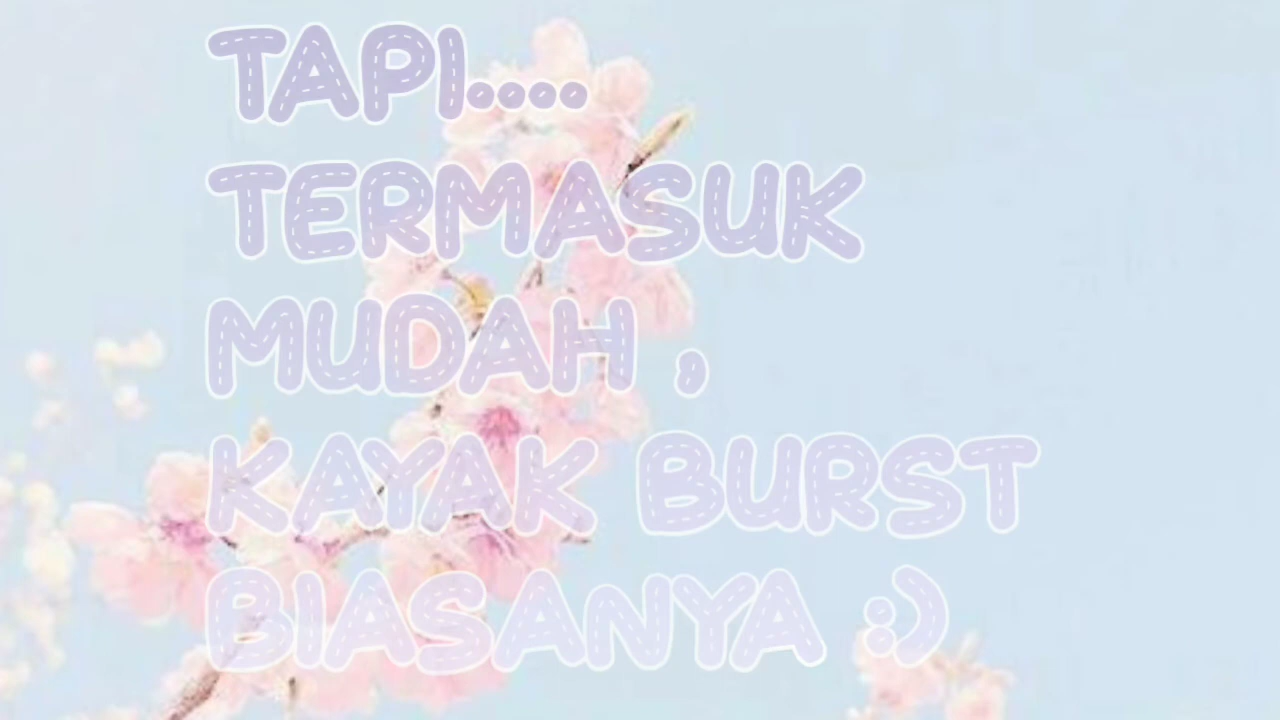 TAPI....
TERMASUK
MUDAH ,
KAYAK BURST
BIASANYA :)